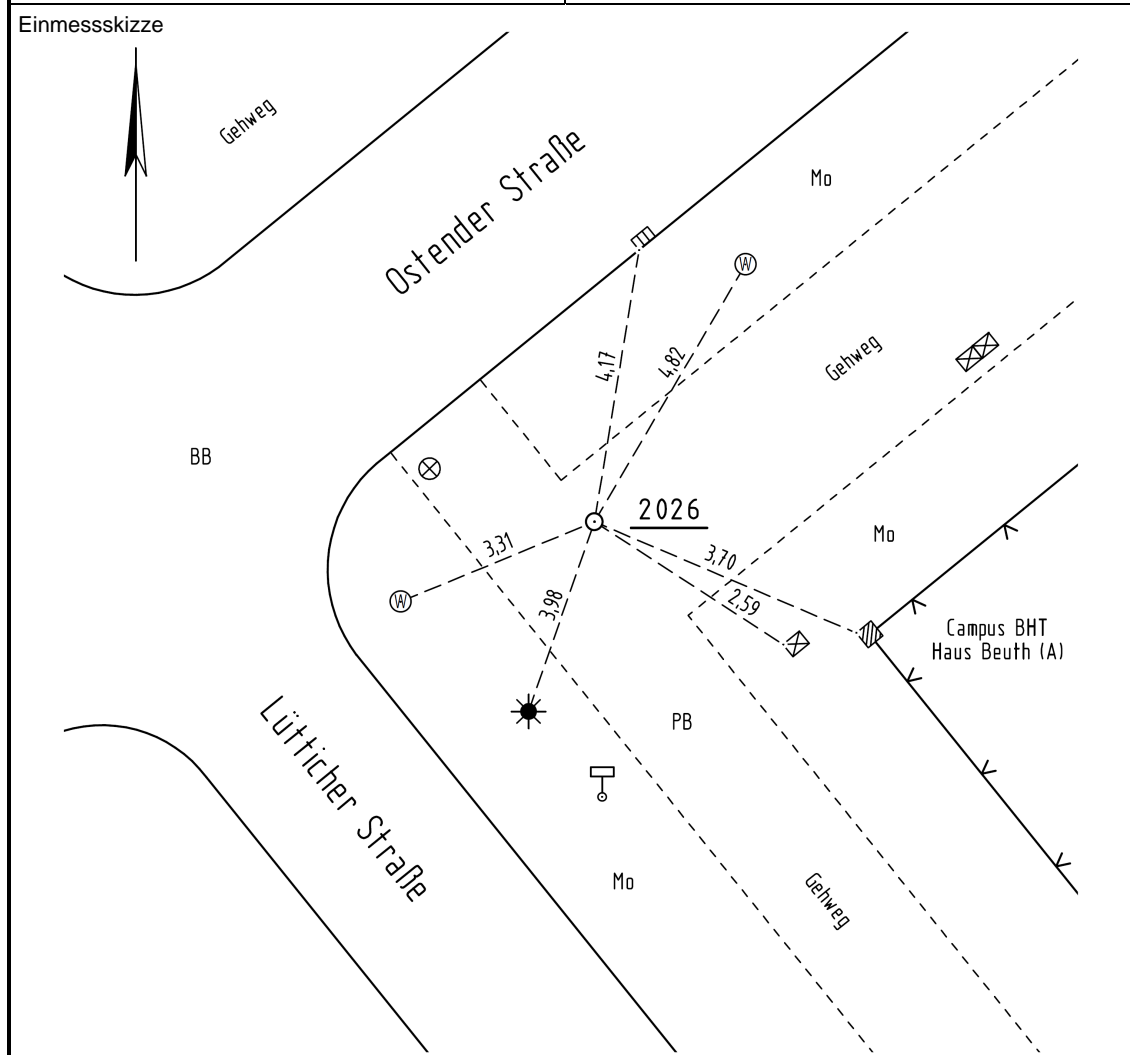 Einmessskizze
Gehweg
Ostender Straße
Mo
W
4,17
4,82
Gehweg
BB
2026
Mo
3,31
3,70
W
3,98
2,59
Campus BHT
Haus Beuth (A)
PB
Lütticher Straße
Mo
Gehweg